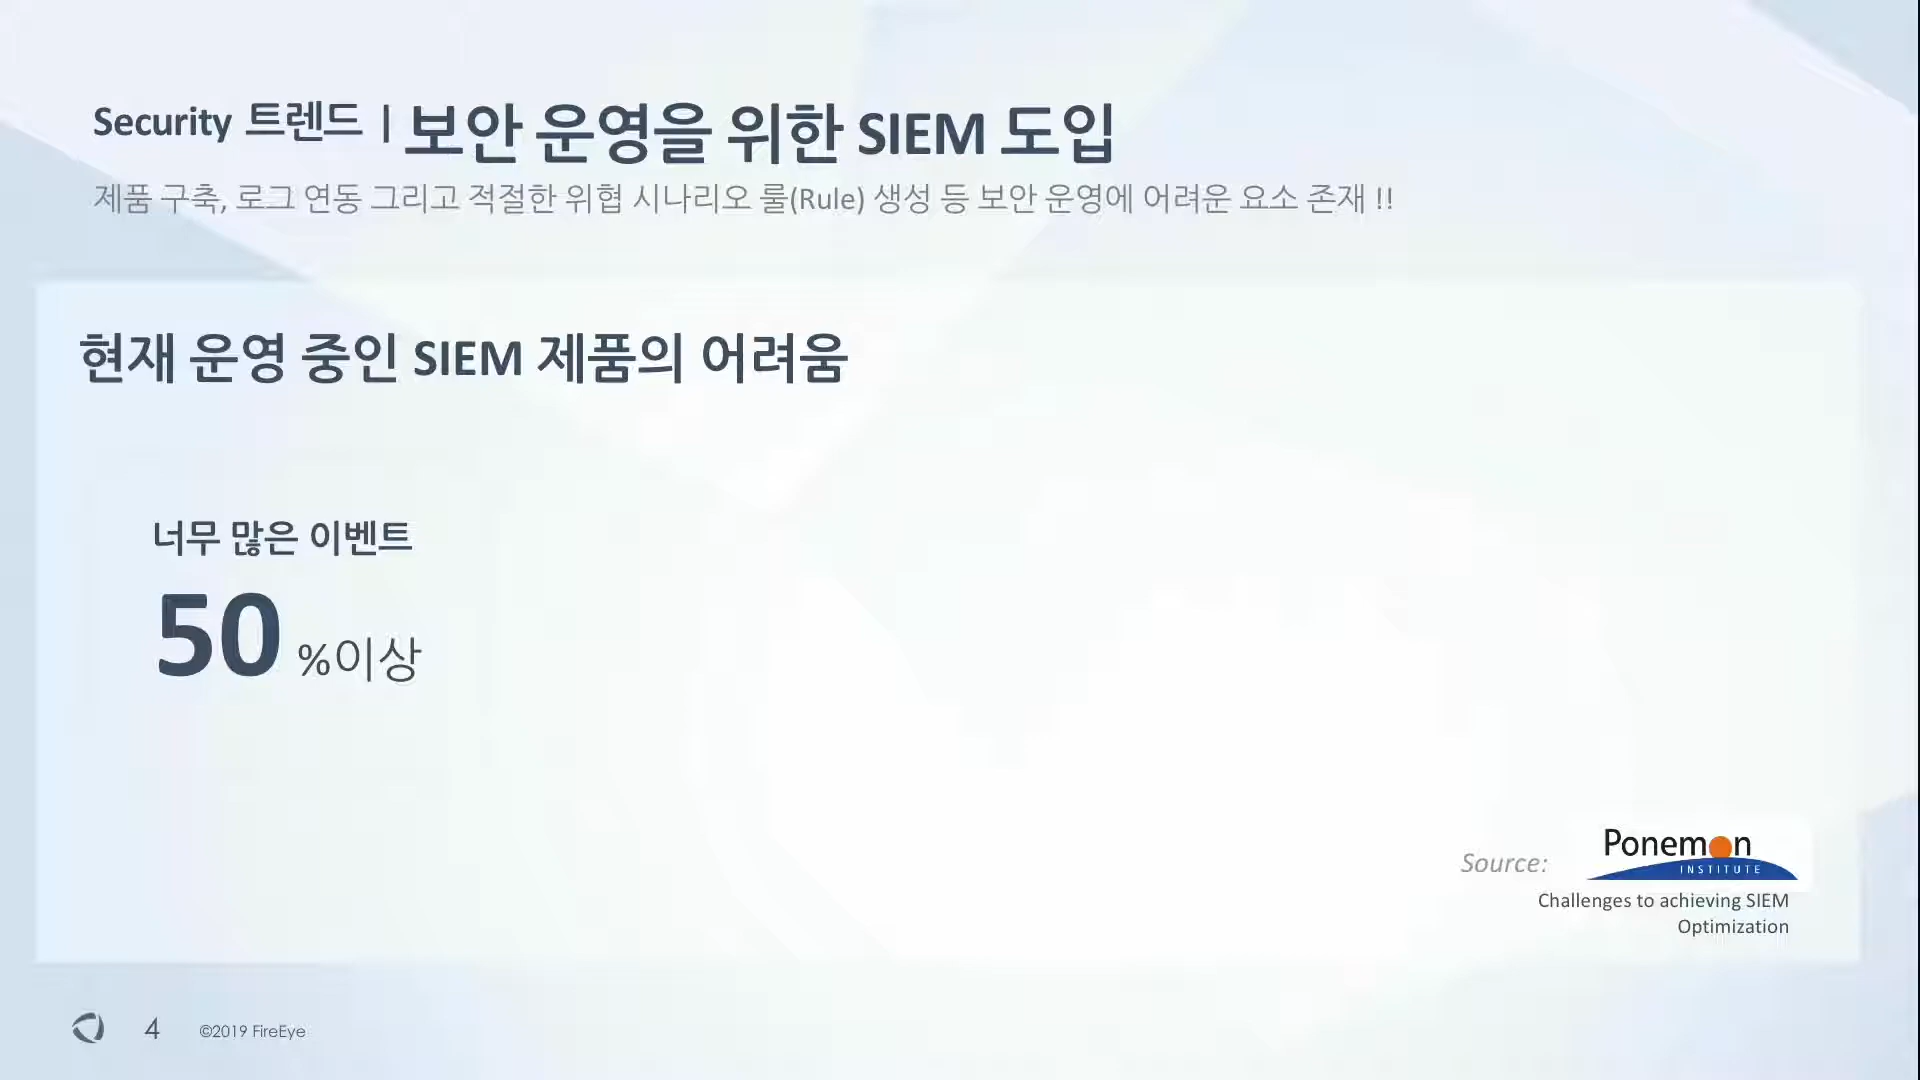 Security 트렌드 | 보안 운영을 위한 SIEM 도입
제품 구축, 로그 연동 그리고 적절한 위협 시나리오 룰(Rule) 생성 등 보안 운영에 어려운 요소 존재 !!
현재 운영 중인 SIEM 제품의 어려움
너무 많은 이벤트
50 %이상
Source:
Ponemon
INSTITUTE
Challenges to achieving SIEM
Optimization
4
©2019 FireEye